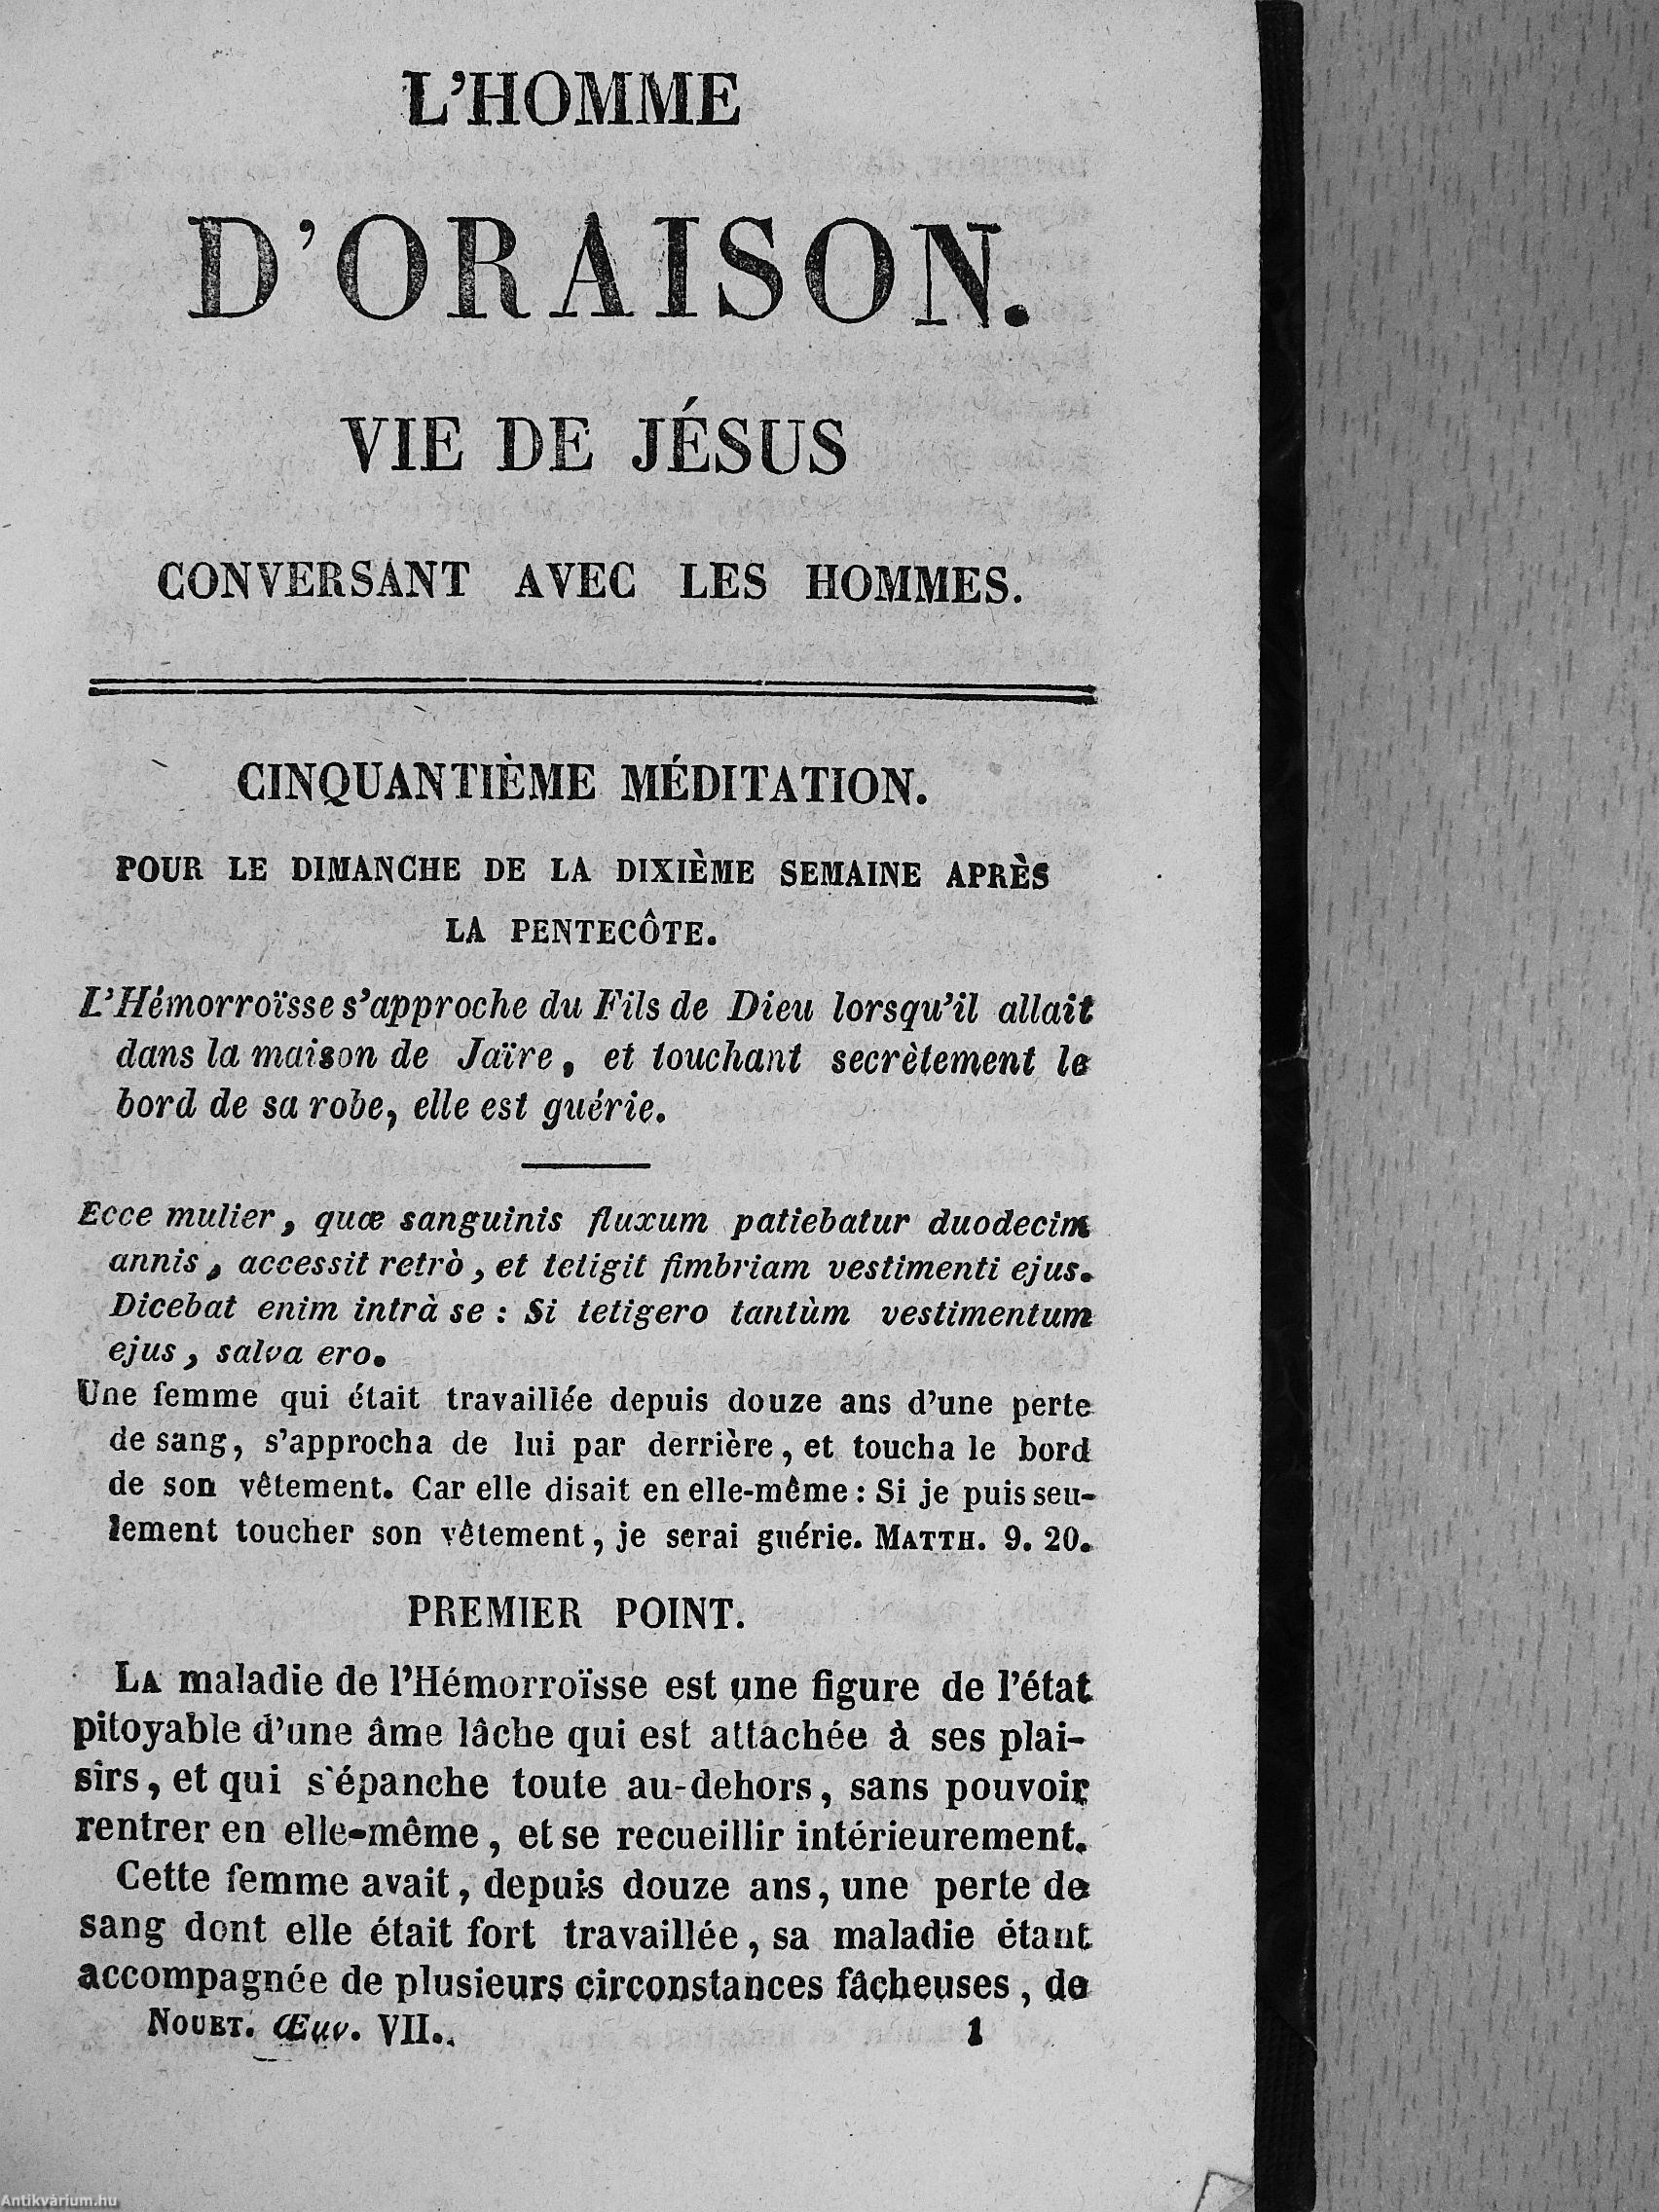 L'HOMME
D'ORAISON.
VIE DE JÉSUS
CONVERSANT AVEC LES HOMMES.
CINQUANTIÈME MÉDITATION.
POUR LE DIMANCHE DE LA DIXIÈME SEMAINE APRÈS
LA PENTECÔTE.
L'Hémorroïsse s'approche du Fils de Dieu lorsqu'il allait
dans la maison de Jaïre, et touchant secrètement le
bord de sa robe, elle est guérie.
Ecce mulier, quæ sanguinis fluxum patiebatur duodecim
annis, accessit retrò, et tetigit fimbriam vestimenti ejus.
Dicebat enim intrà se : Si tetigero tantùm vestimentum
ejus, salva ero.
Une femme qui était travaillée depuis douze ans d'une perte
de sang, s'approcha de lui par derrière, et toucha le bord
de son vêtement. Car elle disait en elle-même : Si je puis seu-
lement toucher son vêtement, je serai guérie. MATTH. 9. 20.
PREMIER POINT.
LA maladie de l'Hémorroïsse est une figure de l'état
pitoyable d'une âme lâche qui est attachée à ses plai-
sirs, et qui s'épanche toute au-dehors, sans pouvoir
rentrer en elle-même, et se recueillir intérieurement.
Cette femme avait, depuis douze ans, une perte de
sang dont elle était fort travaillée, sa maladie étant
accompagnée de plusieurs circonstances fâcheuses, de
NOUET. Œuv. VII. 1
Antikvárium.hu